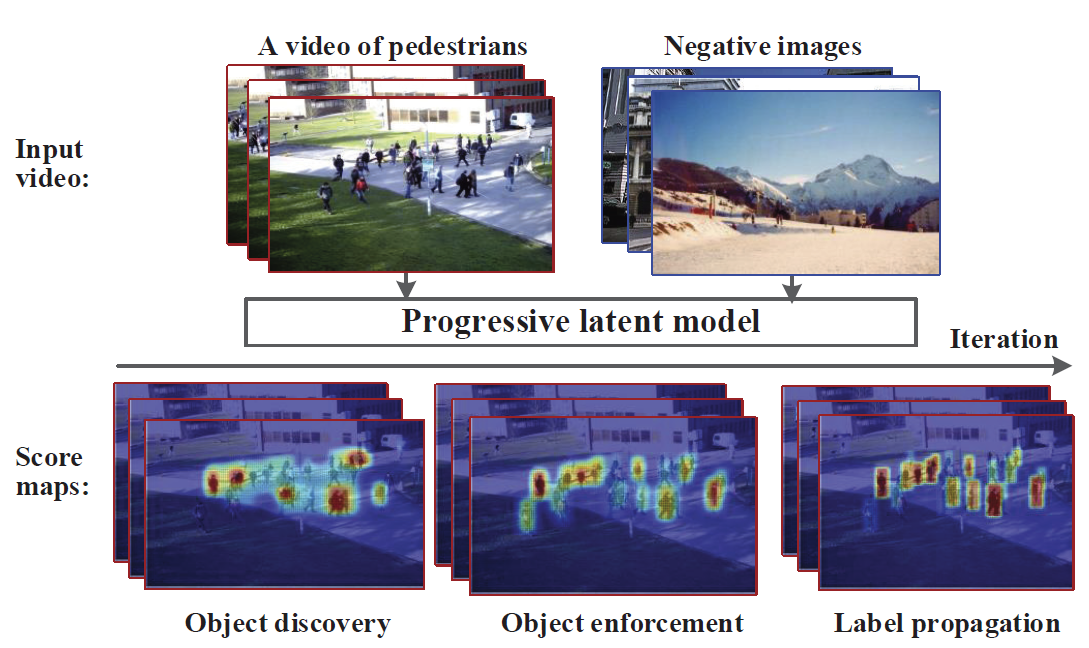 A video of pedestrians
Negative images
Input
video:
Progressive latent model
Iteration
Score
maps:
Object discovery
Object enforcement
Label propagation